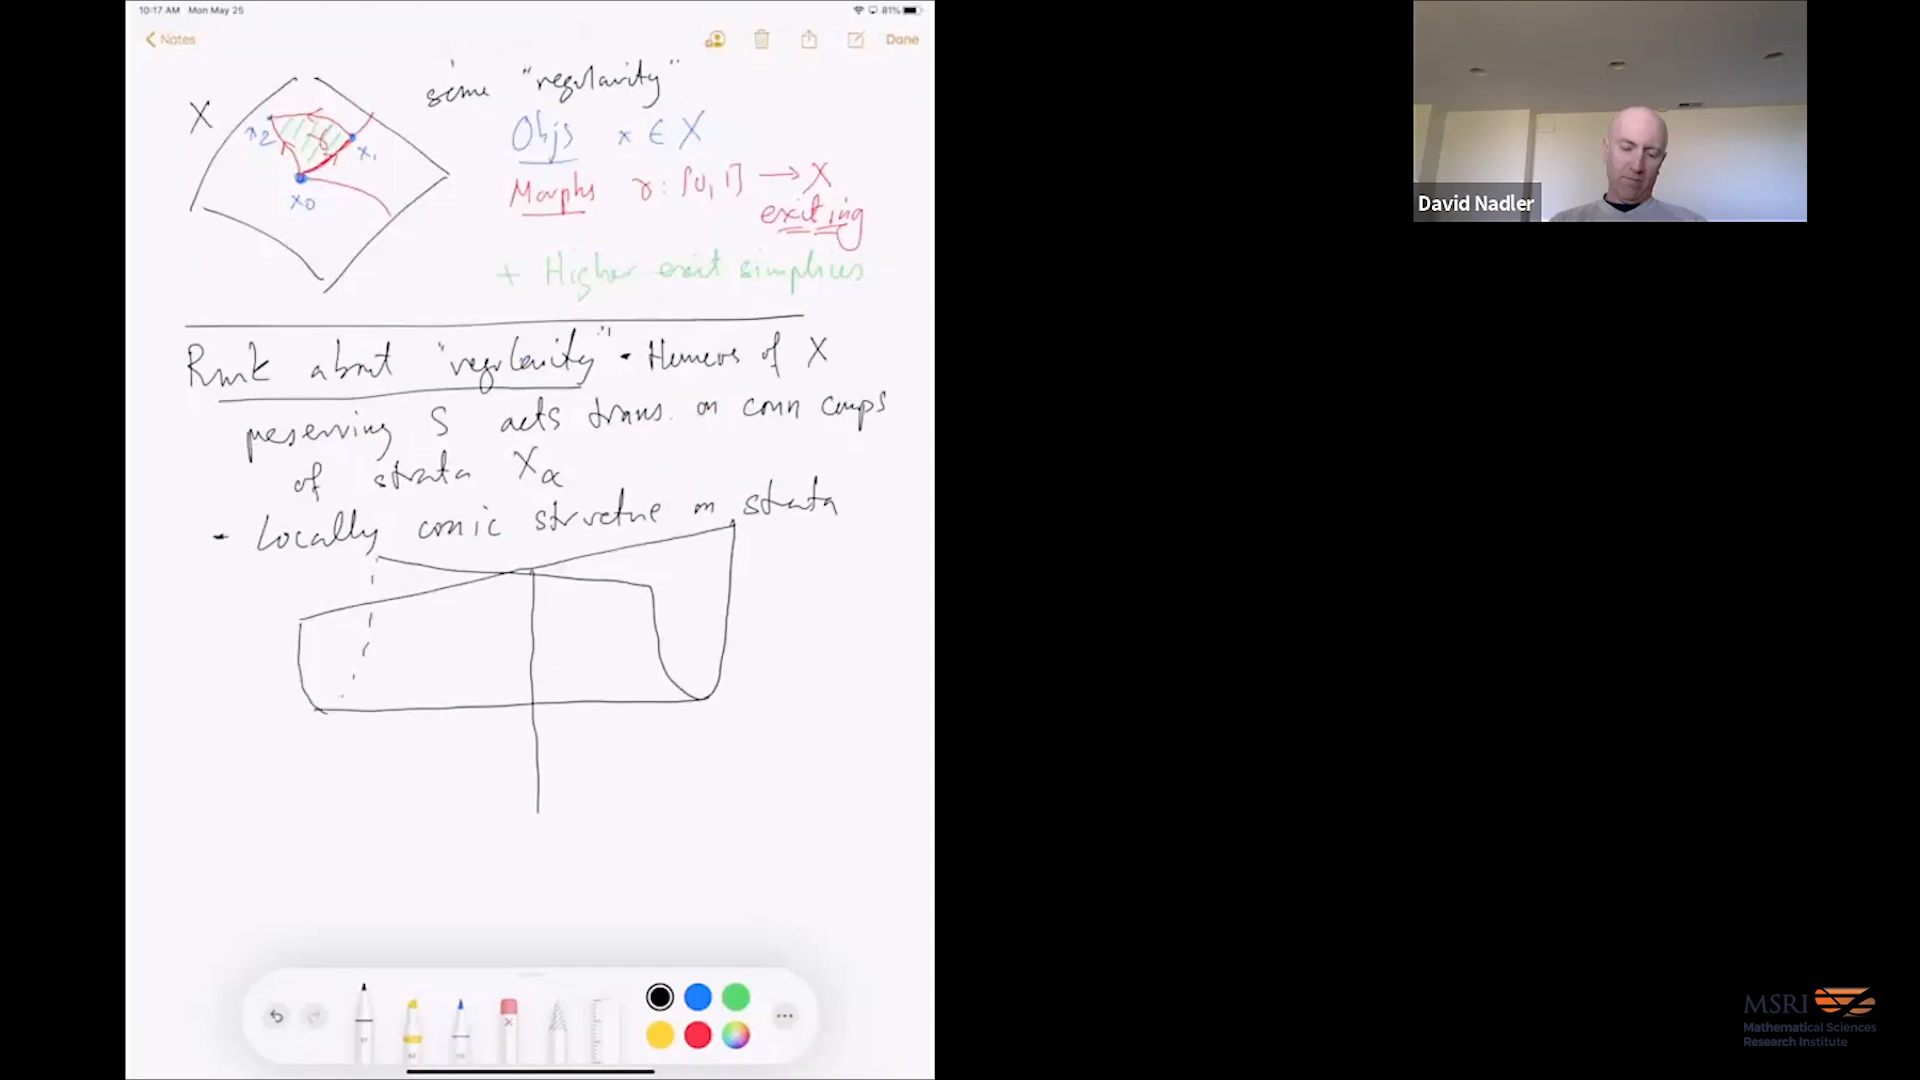 10:17 AM Mon May 25
81%
Notes
Done
some "regularity"
X
Objs x ∈ X
x2
x1
Morphs γ: [0, 1] → X
x0
exiting
+ Higher exit simplices
Rmk about "regularity" • Homeos of X
preserving S acts trans. on conn comps
of strata Xα
• Locally conic structure on strata
David Nadler
MSRI
Mathematical Sciences
Research Institute